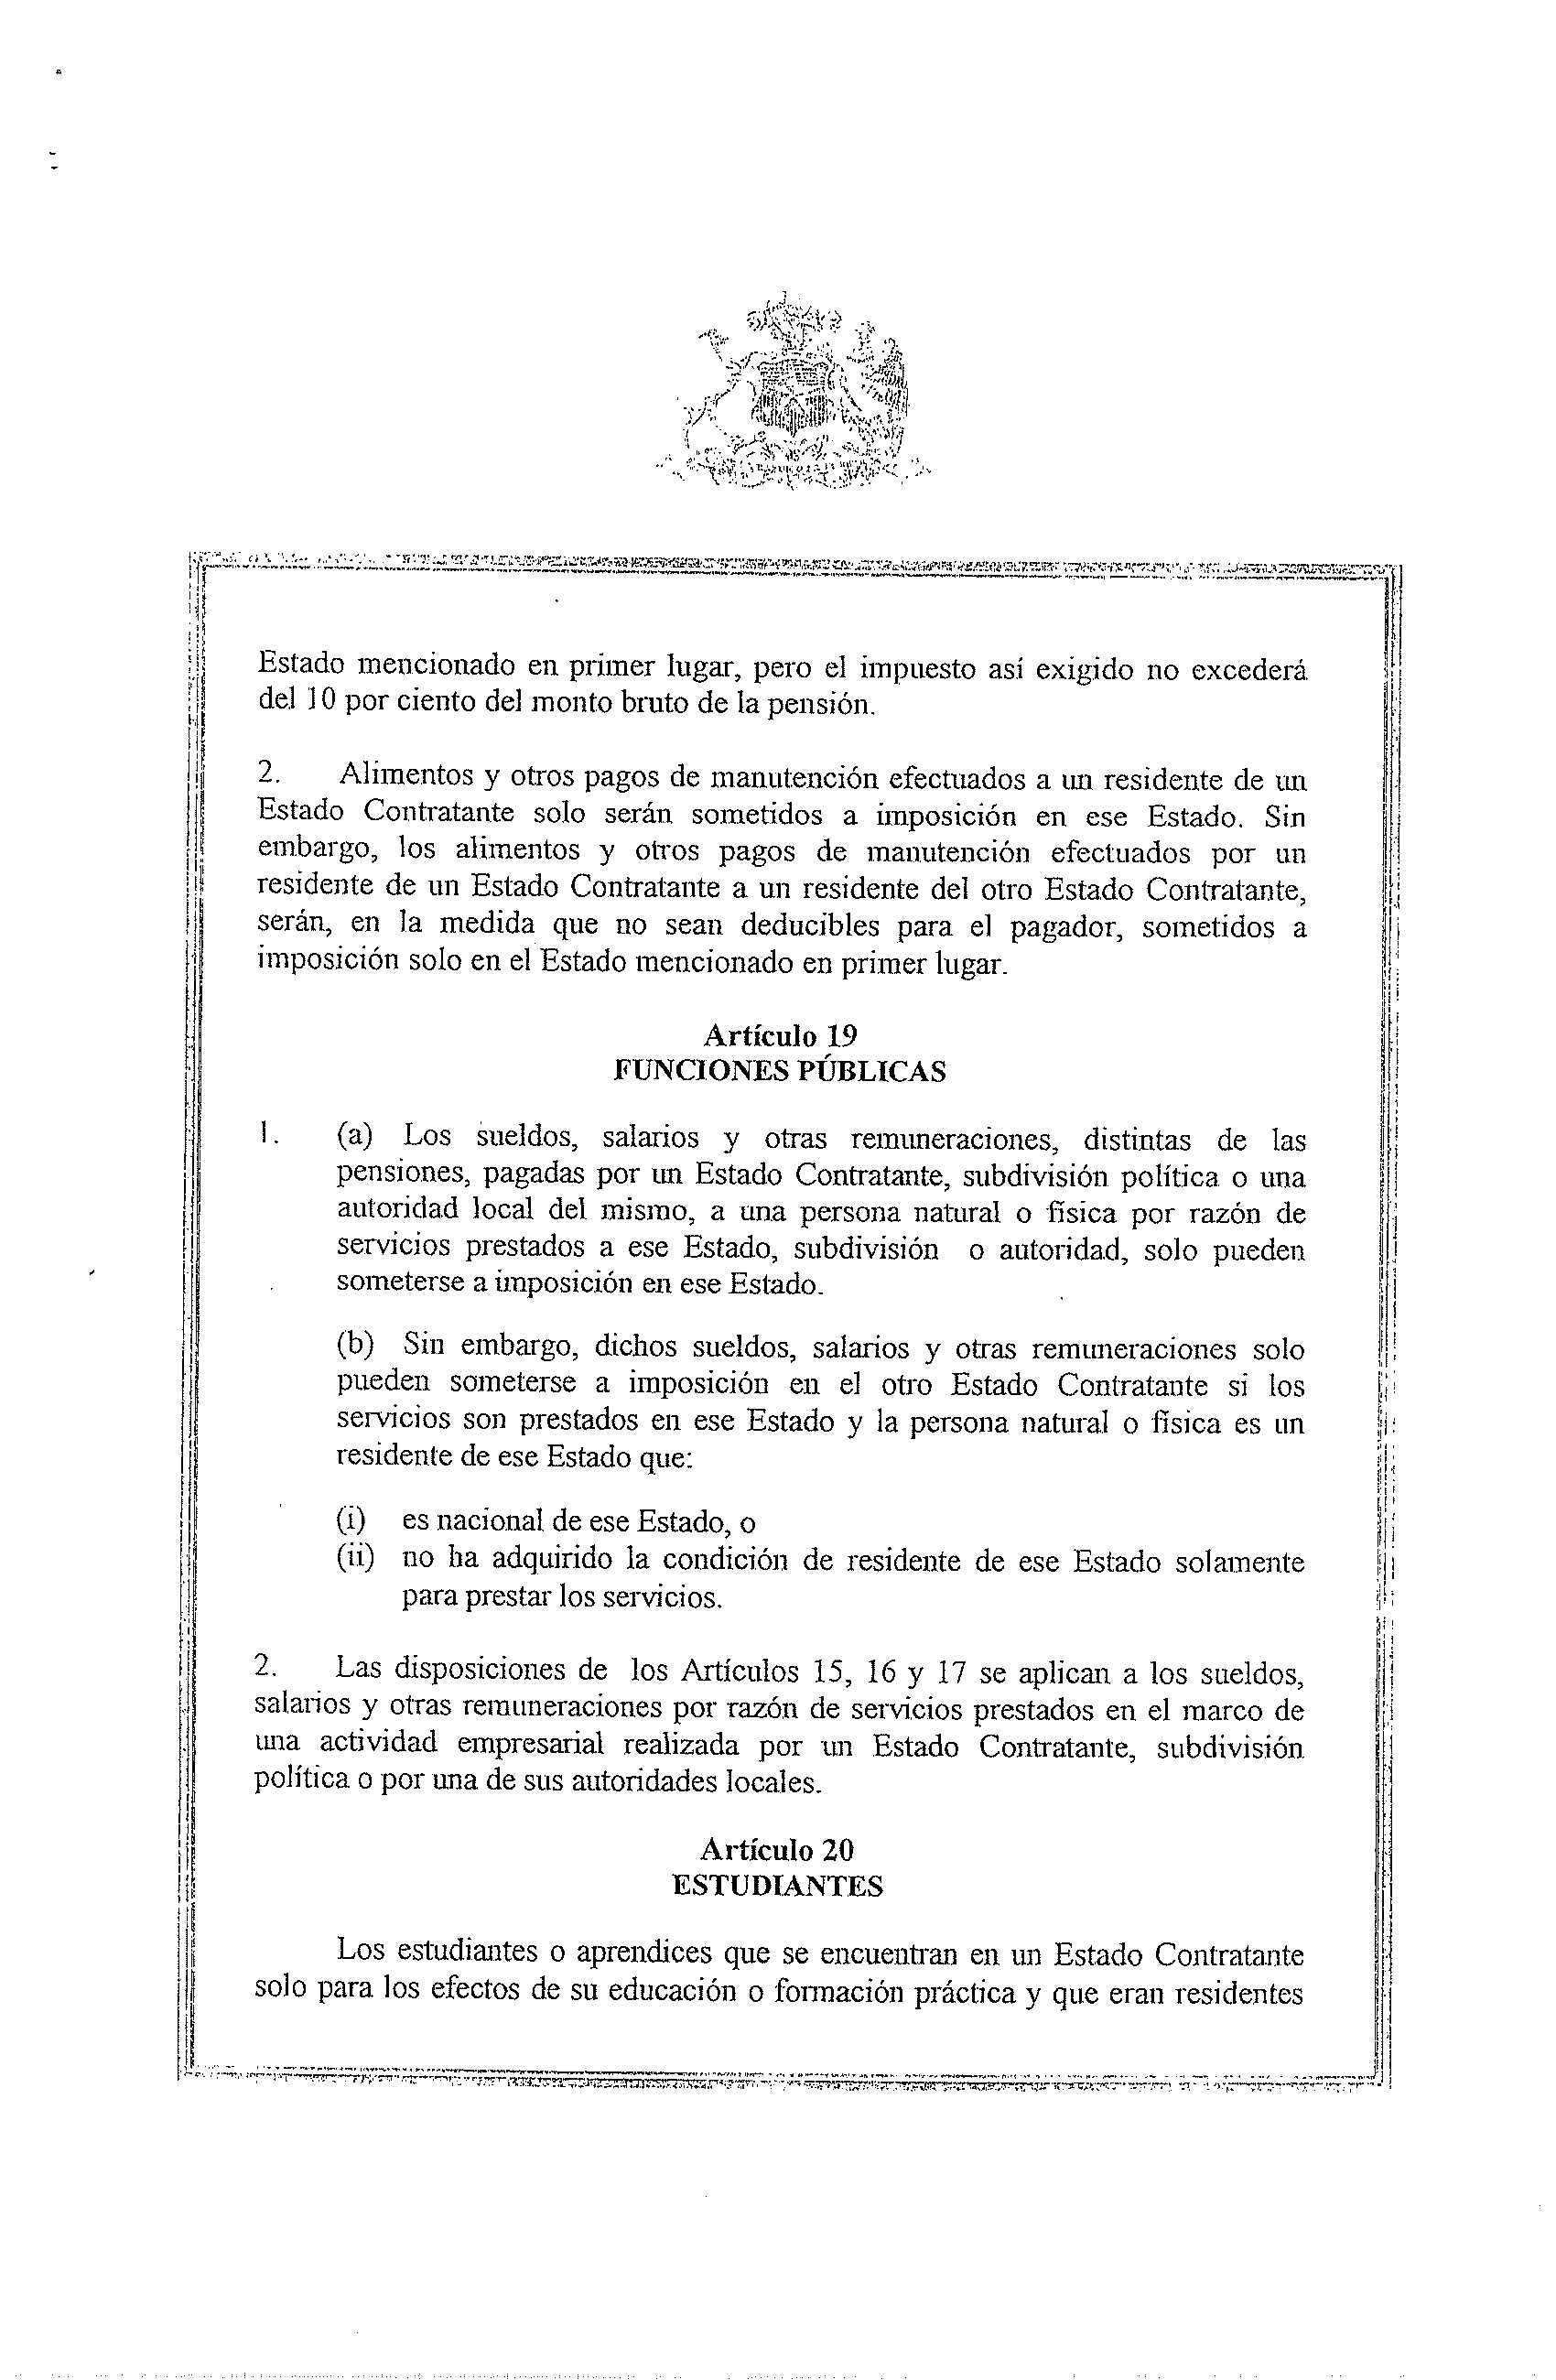 Estado mencionado en primer lugar, pero el impuesto así exigido no excederá
del 10 por ciento del monto bruto de la pensión.
2. Alimentos y otros pagos de manutención efectuados a un residente de un
Estado Contratante solo serán sometidos a imposición en ese Estado. Sin
embargo, los alimentos y otros pagos de manutención efectuados por un
residente de un Estado Contratante a un residente del otro Estado Contratante,
serán, en la medida que no sean deducibles para el pagador, sometidos a
imposición solo en el Estado mencionado en primer lugar.
Artículo 19
FUNCIONES PÚBLICAS
1. (a) Los sueldos, salarios y otras remuneraciones, distintas de las
pensiones, pagadas por un Estado Contratante, subdivisión política o una
autoridad local del mismo, a una persona natural o física por razón de
servicios prestados a ese Estado, subdivisión o autoridad, solo pueden
someterse a imposición en ese Estado.
(b) Sin embargo, dichos sueldos, salarios y otras remuneraciones solo
pueden someterse a imposición en el otro Estado Contratante si los
servicios son prestados en ese Estado y la persona natural o física es un
residente de ese Estado que:
(i) es nacional de ese Estado, o
(ii) no ha adquirido la condición de residente de ese Estado solamente
para prestar los servicios.
2. Las disposiciones de los Artículos 15, 16 y 17 se aplican a los sueldos,
salarios y otras remuneraciones por razón de servicios prestados en el marco de
una actividad empresarial realizada por un Estado Contratante, subdivisión
política o por una de sus autoridades locales.
Artículo 20
ESTUDIANTES
Los estudiantes o aprendices que se encuentran en un Estado Contratante
solo para los efectos de su educación o formación práctica y que eran residentes